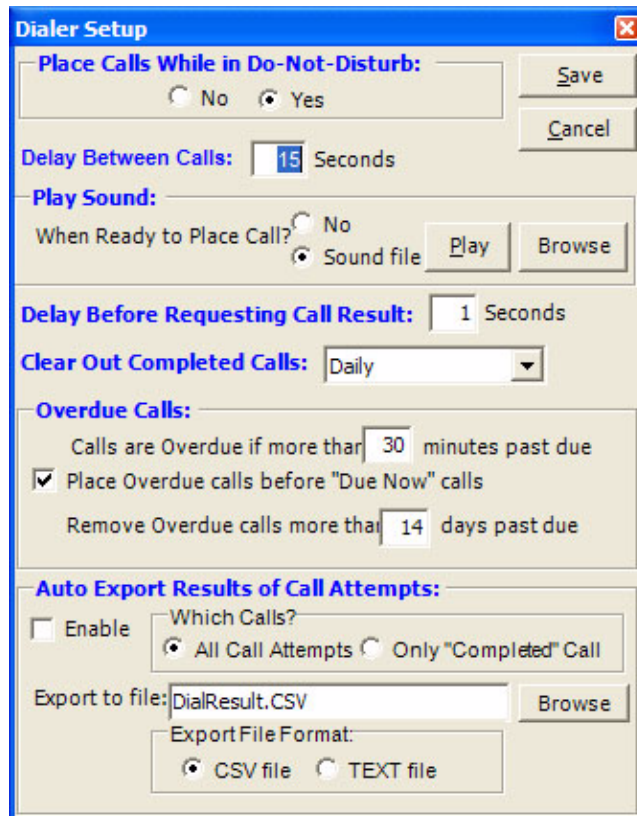 Dialer Setup
Place Calls While in Do-Not-Disturb:
No Yes
Save
Cancel
Delay Between Calls: 15 Seconds
Play Sound:
When Ready to Place Call?
No
Sound file
Play
Browse
Delay Before Requesting Call Result: 1 Seconds
Clear Out Completed Calls: Daily
Overdue Calls:
Calls are Overdue if more thar 30 minutes past due
Place Overdue calls before "Due Now" calls
Remove Overdue calls more thar 14 days past due
Auto Export Results of Call Attempts:
Enable
Which Calls?
All Call Attempts Only "Completed" Call
Export to file: DialResult.CSV Browse
Export File Format:
CSV file TEXT file